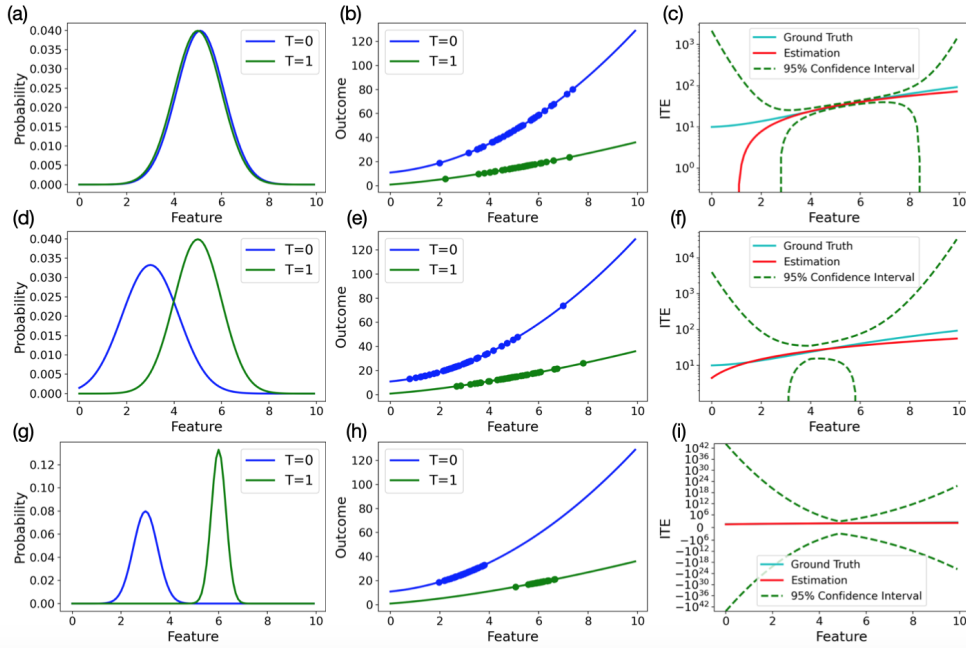 (a)
0.040
0.035
0.030
0.025
0.020
0.015
0.010
0.005
0.000
Probability
T=0
T=1
0 2 4 6 8 10
Feature
(b)
120
100
80
60
40
20
0
Outcome
T=0
T=1
0 2 4 6 8 10
Feature
(c)
10³
10²
10¹
10⁰
ITE
Ground Truth
Estimation
95% Confidence Interval
0 2 4 6 8 10
Feature
(d)
0.040
0.035
0.030
0.025
0.020
0.015
0.010
0.005
0.000
Probability
T=0
T=1
0 2 4 6 8 10
Feature
(e)
120
100
80
60
40
20
0
Outcome
T=0
T=1
0 2 4 6 8 10
Feature
(f)
10⁴
10³
10²
10¹
ITE
Ground Truth
Estimation
95% Confidence Interval
0 2 4 6 8 10
Feature
(g)
0.12
0.10
0.08
0.06
0.04
0.02
0.00
Probability
T=0
T=1
0 2 4 6 8 10
Feature
(h)
120
100
80
60
40
20
0
Outcome
T=0
T=1
0 2 4 6 8 10
Feature
(i)
10⁴²
10³⁶
10³⁰
10²⁴
10¹⁸
10¹²
10⁶
0
−10⁶
−10¹²
−10¹⁸
−10²⁴
−10³⁰
−10³⁶
−10⁴²
ITE
Ground Truth
Estimation
95% Confidence Interval
0 2 4 6 8 10
Feature